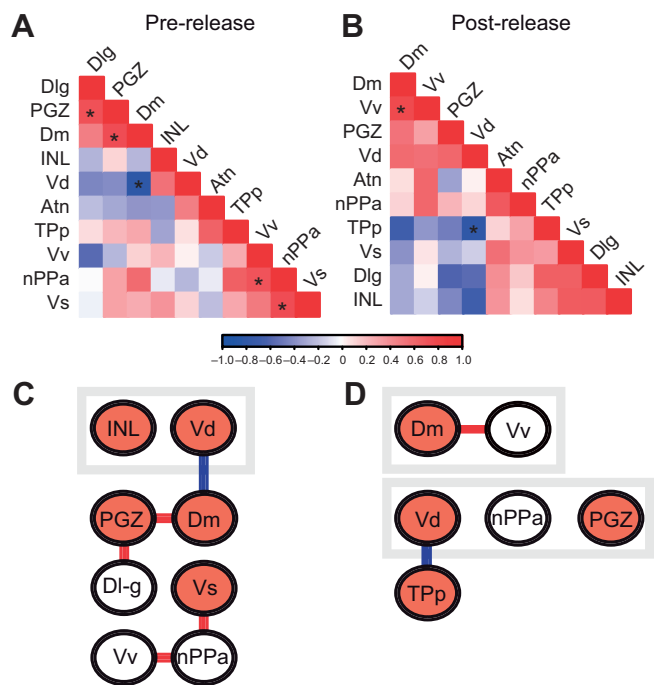 A Pre-release
Dlg
PGZ
Dm
INL
Vd
Atn
TPp
Vv
nPPa
Vs
Dlg
PGZ
Dm
INL
Vd
Atn
TPp
Vv
nPPa
Vs
*
*
*
*
*
B Post-release
Dm
Vv
PGZ
Vd
Atn
nPPa
TPp
Vs
Dlg
INL
Dm
Vv
PGZ
Vd
Atn
nPPa
TPp
Vs
Dlg
INL
*
*
−1.0 −0.8 −0.6 −0.4 −0.2 0 0.2 0.4 0.6 0.8 1.0
C
INL Vd
PGZ Dm
Dl-g Vs
Vv nPPa
D
Dm Vv
Vd nPPa PGZ
TPp